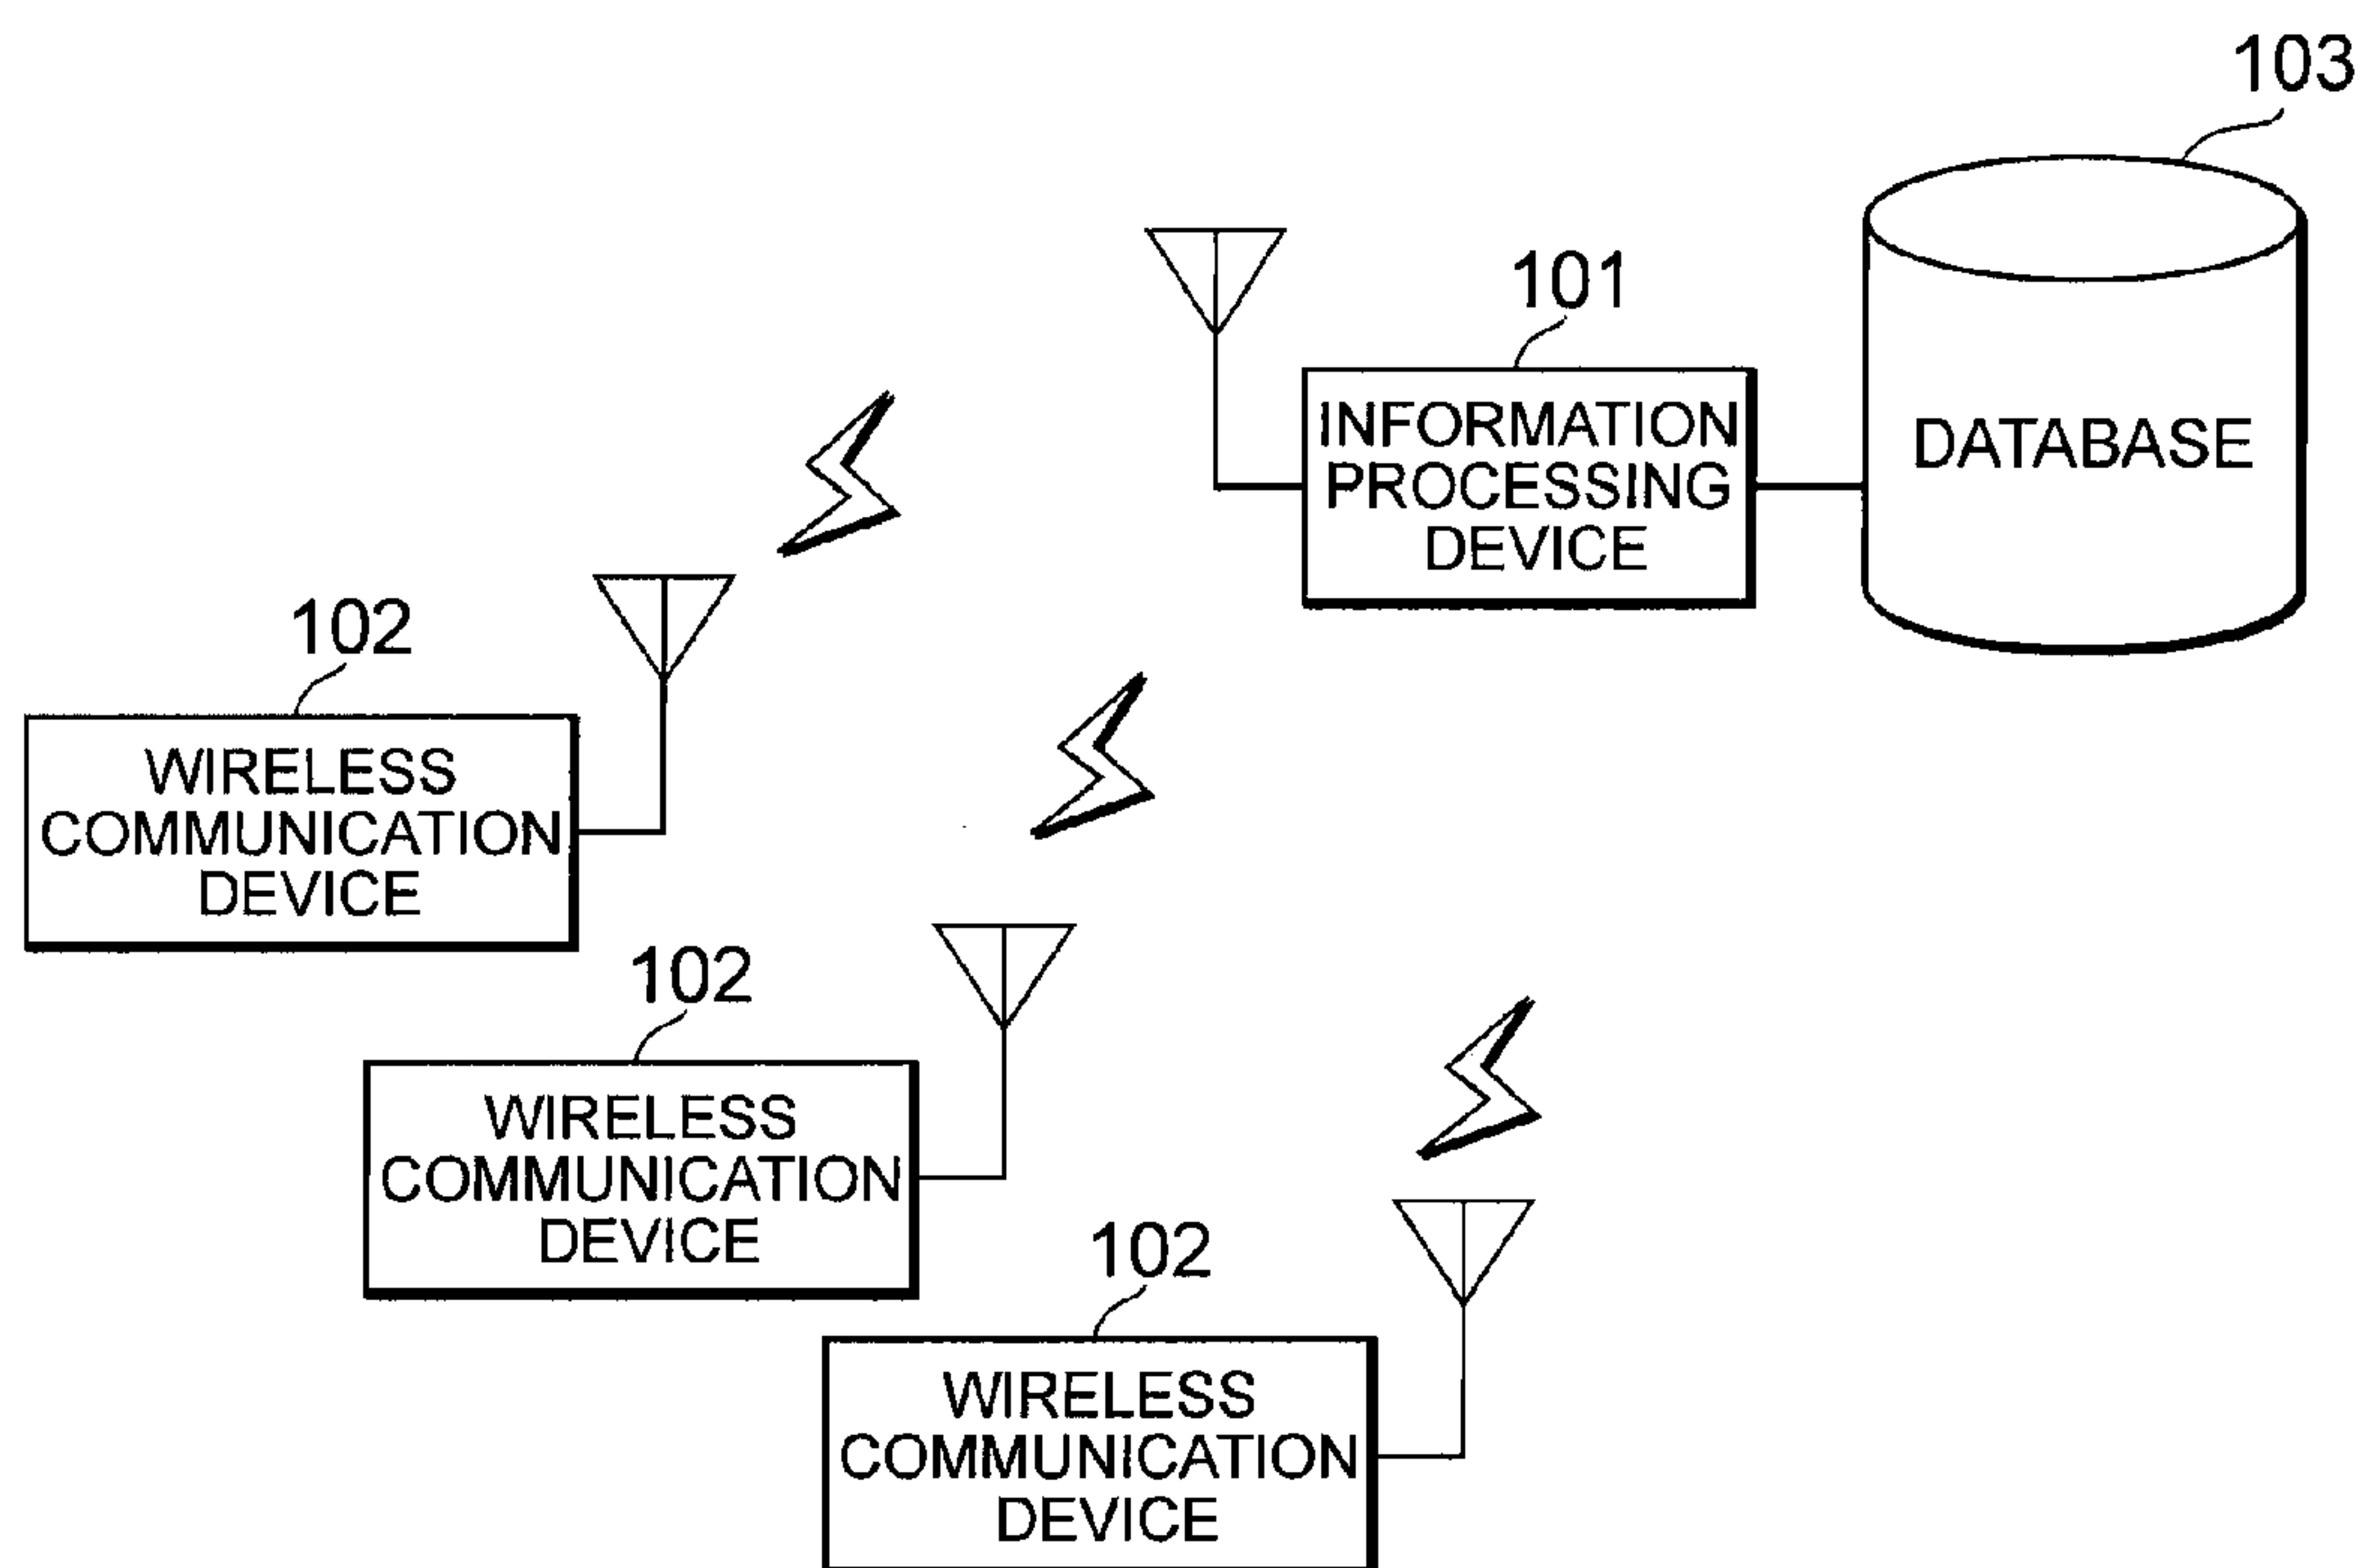 103
101
INFORMATION
PROCESSING
DEVICE
DATABASE
102
WIRELESS
COMMUNICATION
DEVICE
102
WIRELESS
COMMUNICATION
DEVICE
102
WIRELESS
COMMUNICATION
DEVICE